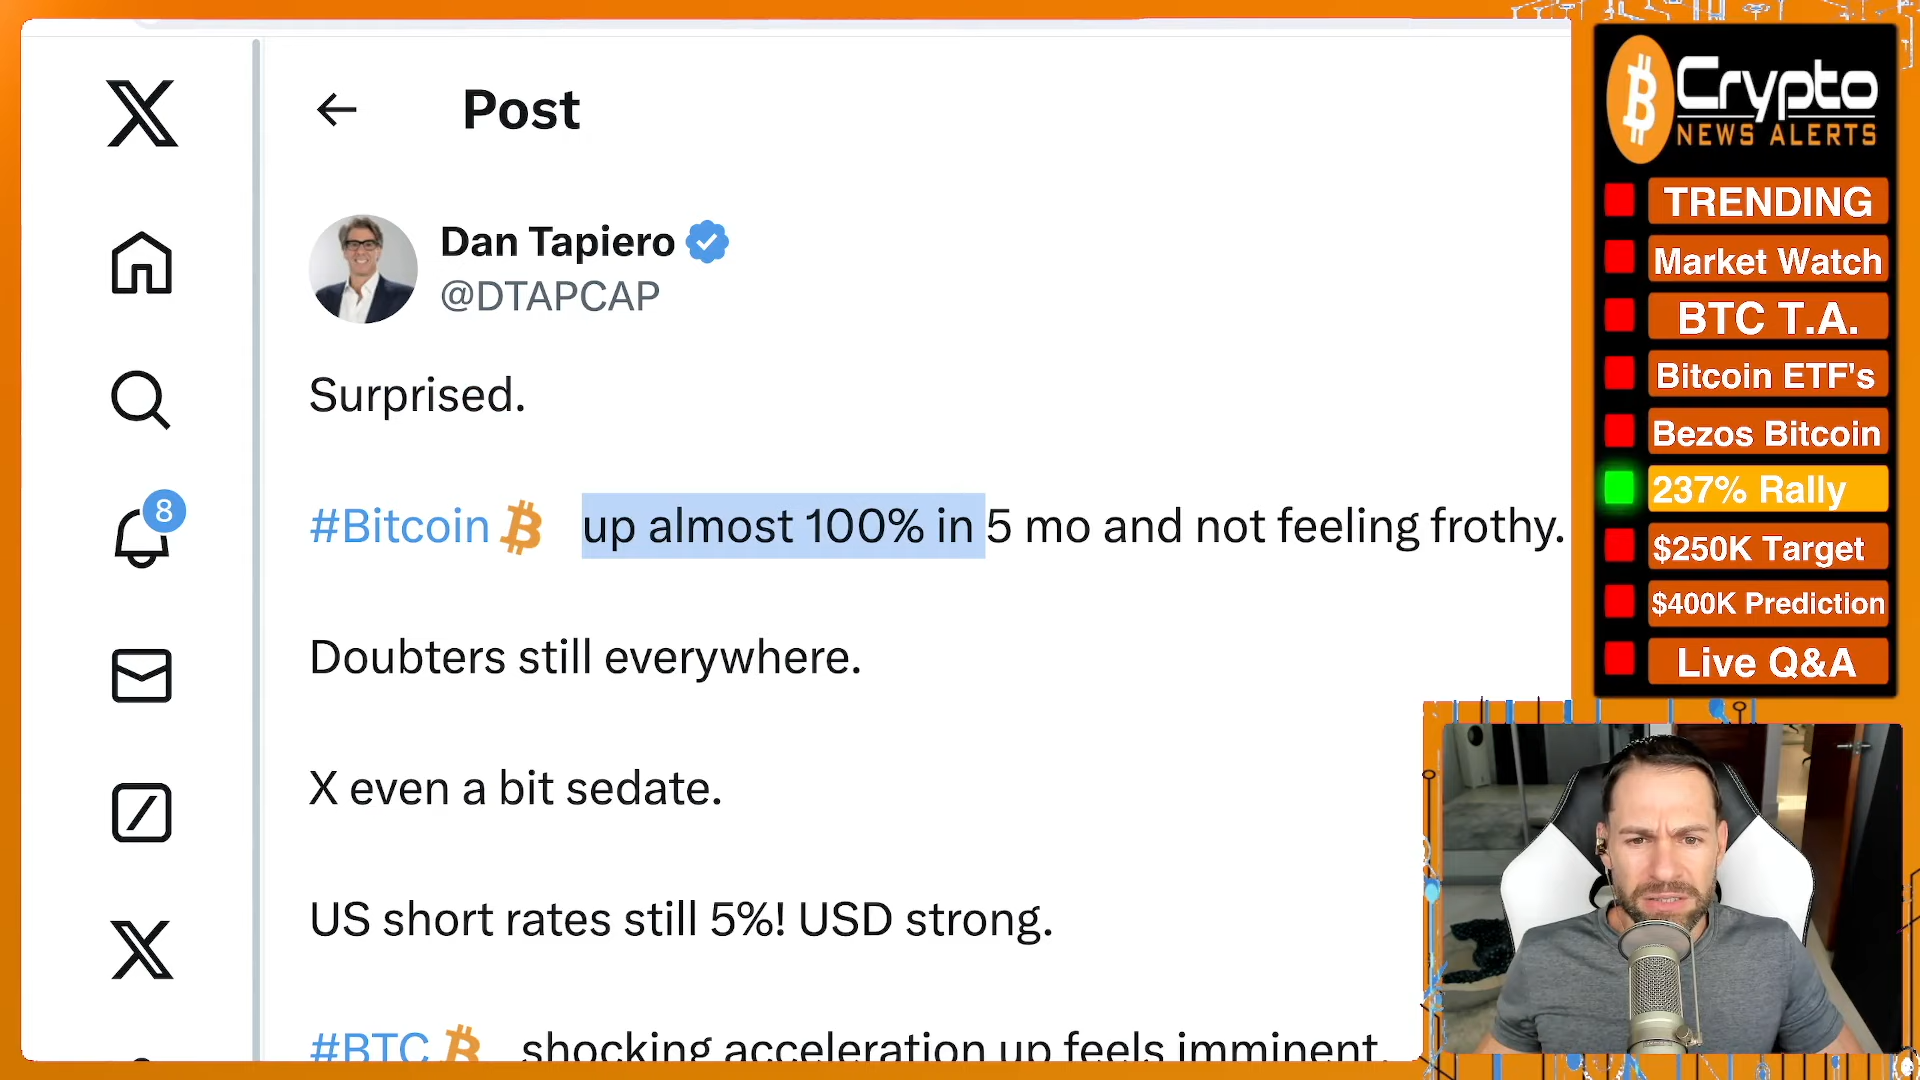 Post
Dan Tapiero
@DTAPCAP
Surprised.
#Bitcoin up almost 100% in 5 mo and not feeling frothy.
Doubters still everywhere.
X even a bit sedate.
US short rates still 5%! USD strong.
#BTC shocking acceleration up feels imminent.
8
Crypto
NEWS ALERTS
TRENDING
Market Watch
BTC T.A.
Bitcoin ETF's
Bezos Bitcoin
237% Rally
$250K Target
$400K Prediction
Live Q&A